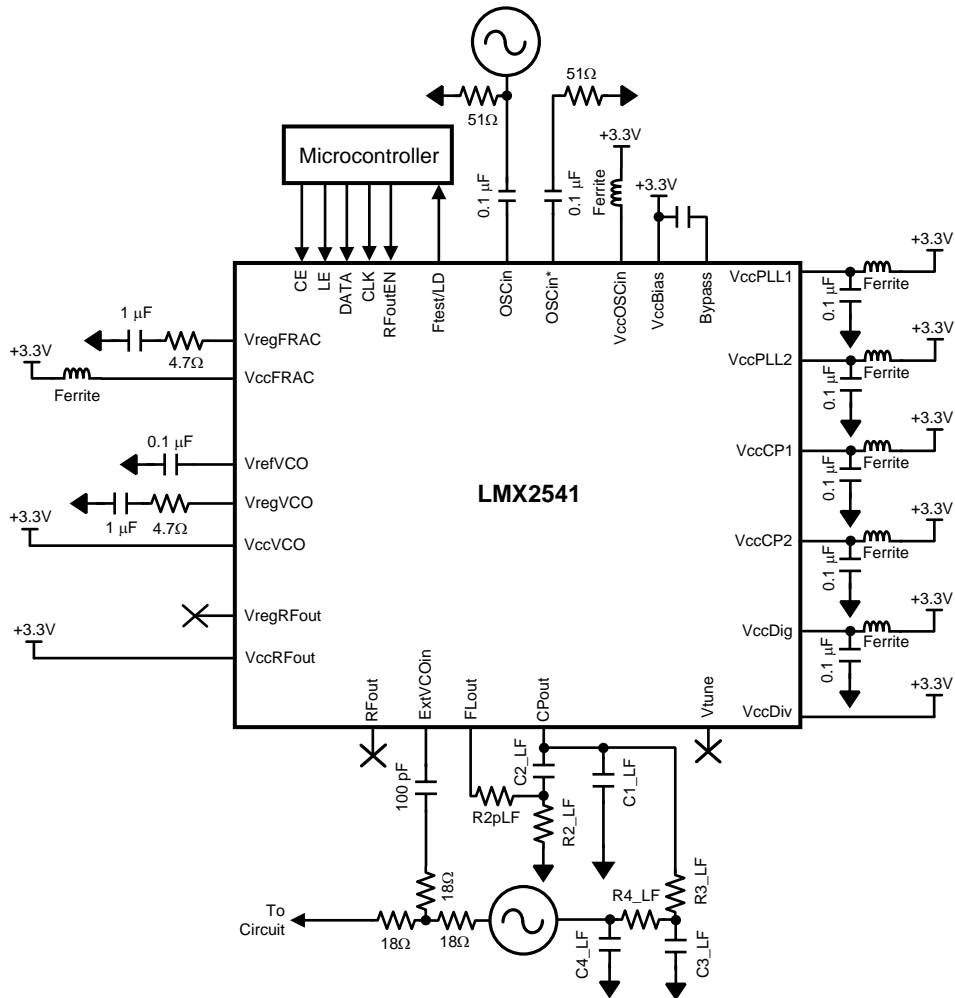 51Ω
51Ω
+3.3V
Microcontroller
0.1 µF
0.1 µF
Ferrite
+3.3V
CE
LE
DATA
CLK
RFoutEN
Ftest/LD
OSCin
OSCin*
VccOSCin
VccBias
Bypass
1 µF
4.7Ω
VregFRAC
+3.3V
Ferrite
VccFRAC
0.1 µF
VrefVCO
1 µF
4.7Ω
VregVCO
+3.3V
VccVCO
VregRFout
+3.3V
VccRFout
LMX2541
VccPLL1
0.1 µF
Ferrite
+3.3V
VccPLL2
0.1 µF
Ferrite
+3.3V
VccCP1
0.1 µF
Ferrite
+3.3V
VccCP2
0.1 µF
Ferrite
+3.3V
VccDig
0.1 µF
Ferrite
+3.3V
VccDiv
+3.3V
RFout
ExtVCOin
FLout
CPout
Vtune
100 pF
C2_LF
C1_LF
R2pLF
R2_LF
18Ω
R4_LF
R3_LF
To
Circuit
18Ω
18Ω
C4_LF
C3_LF